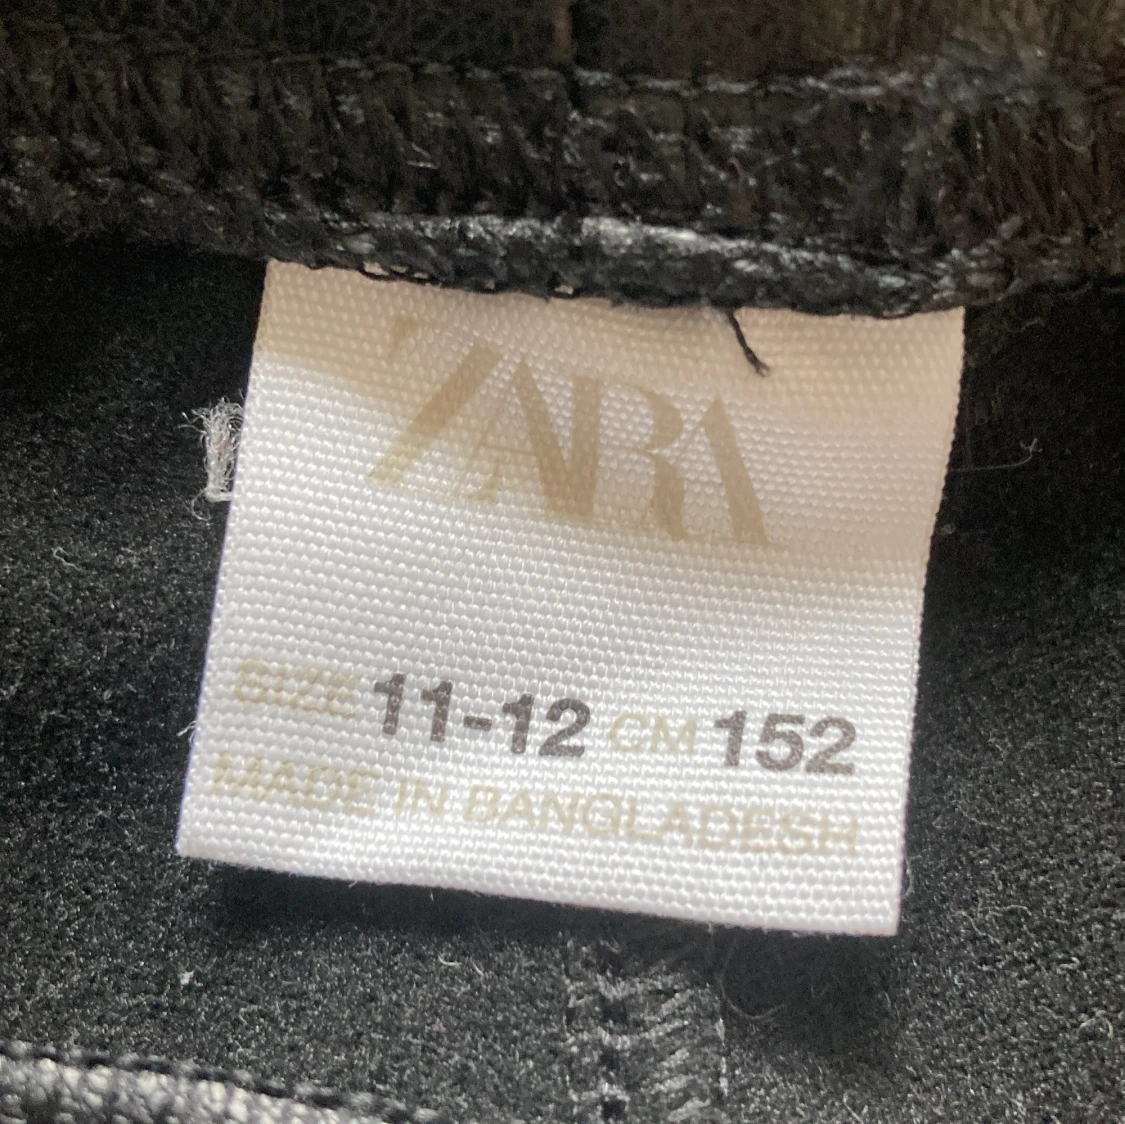 ZARA
SIZE 11-12 CM 152
MADE IN BANGLADESH